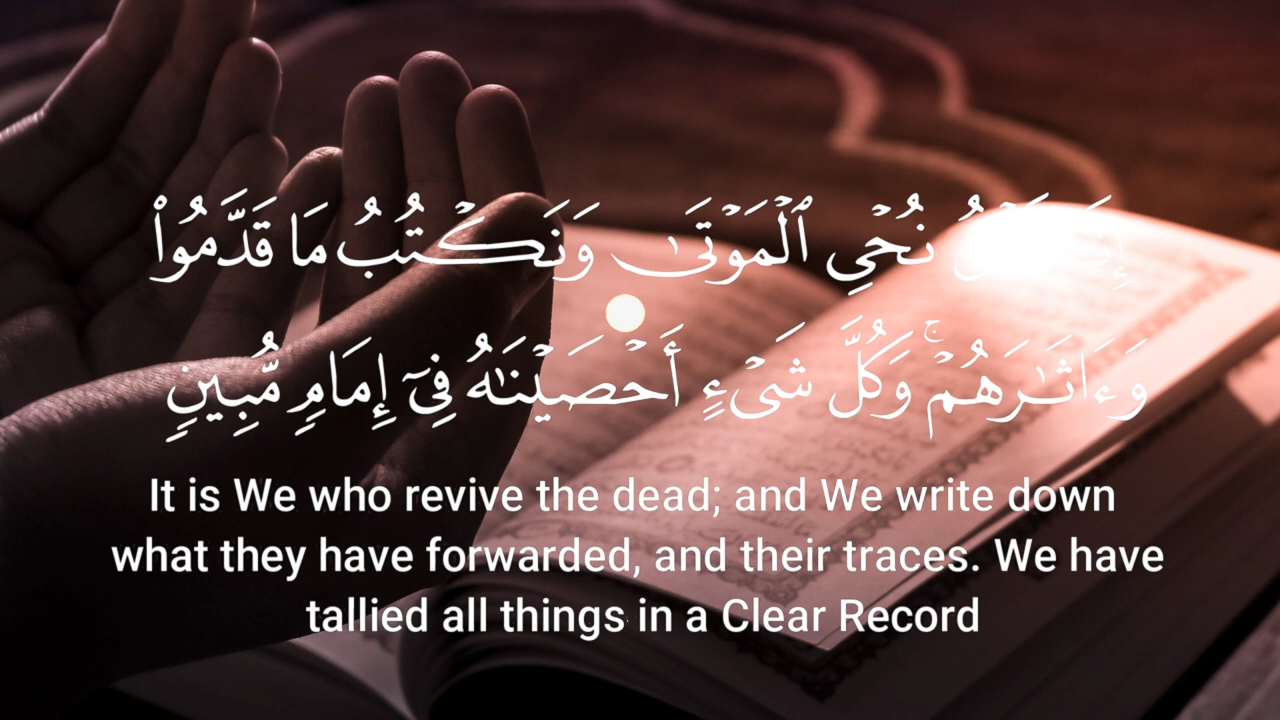 نُحْىِ ٱلْمَوْتَىٰ وَنَكْتُبُ مَا قَدَّمُوا۟
وَءَاثَـٰرَهُمْ ۚ وَكُلَّ شَىْءٍ أَحْصَيْنَـٰهُ فِىٓ إِمَامٍ مُّبِينٍ
It is We who revive the dead; and We write down
what they have forwarded, and their traces. We have
tallied all things in a Clear Record